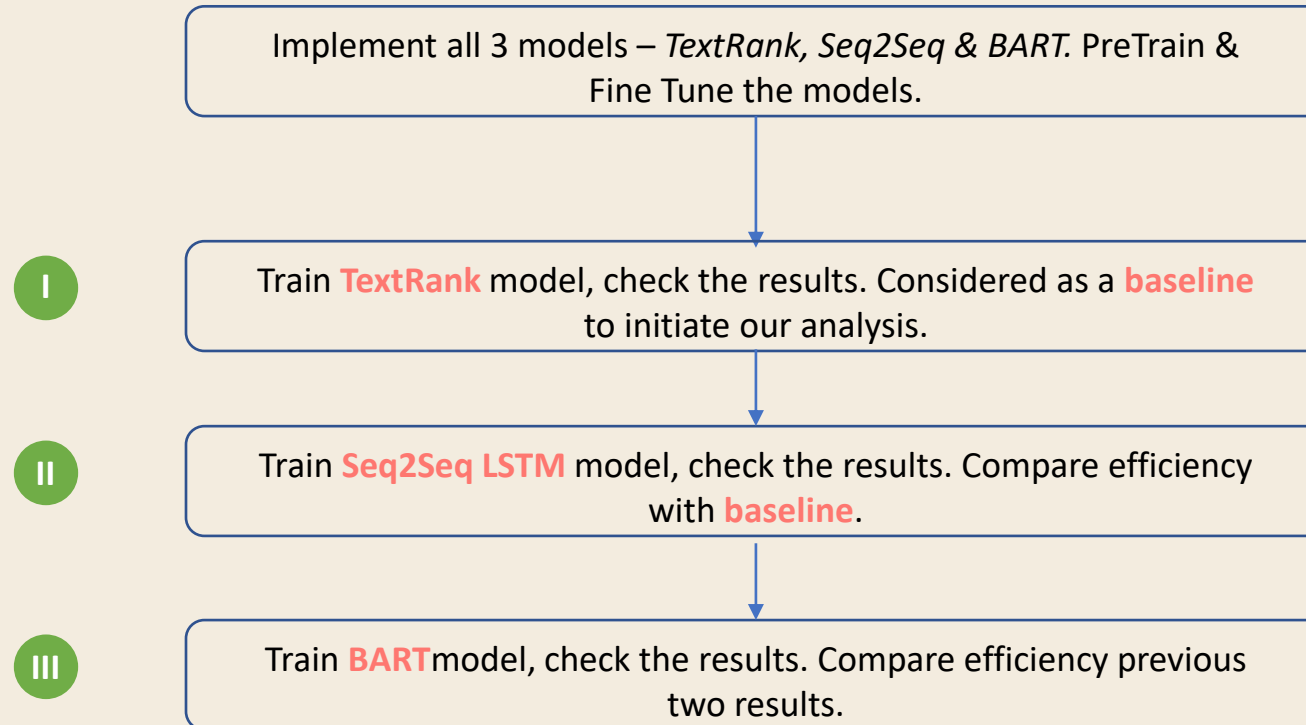 Implement all 3 models – TextRank, Seq2Seq & BART. PreTrain &
Fine Tune the models.
I
Train TextRank model, check the results. Considered as a baseline
to initiate our analysis.
II
Train Seq2Seq LSTM model, check the results. Compare efficiency
with baseline.
III
Train BARTmodel, check the results. Compare efficiency previous
two results.